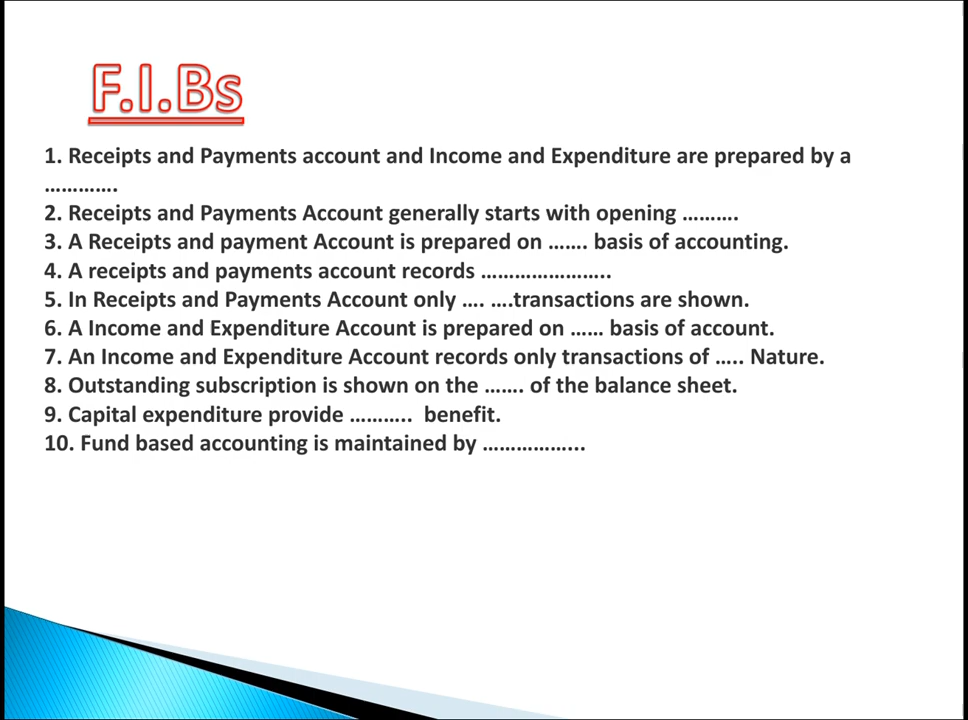 F.I.Bs
1. Receipts and Payments account and Income and Expenditure are prepared by a
………….
2. Receipts and Payments Account generally starts with opening ……….
3. A Receipts and payment Account is prepared on ……. basis of accounting.
4. A receipts and payments account records …………………..
5. In Receipts and Payments Account only …. ….transactions are shown.
6. A Income and Expenditure Account is prepared on …… basis of account.
7. An Income and Expenditure Account records only transactions of ….. Nature.
8. Outstanding subscription is shown on the ……. of the balance sheet.
9. Capital expenditure provide ……….. benefit.
10. Fund based accounting is maintained by ……………...